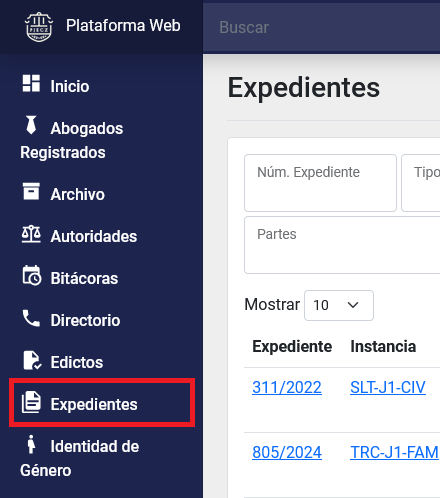 Plataforma Web
Buscar
Inicio
Abogados
Registrados
Archivo
Autoridades
Bitácoras
Directorio
Edictos
Expedientes
Identidad de
Género
Expedientes
Núm. Expediente
Tipo
Partes
Mostrar 10
Expediente Instancia
311/2022 SLT-J1-CIV
805/2024 TRC-J1-FAM